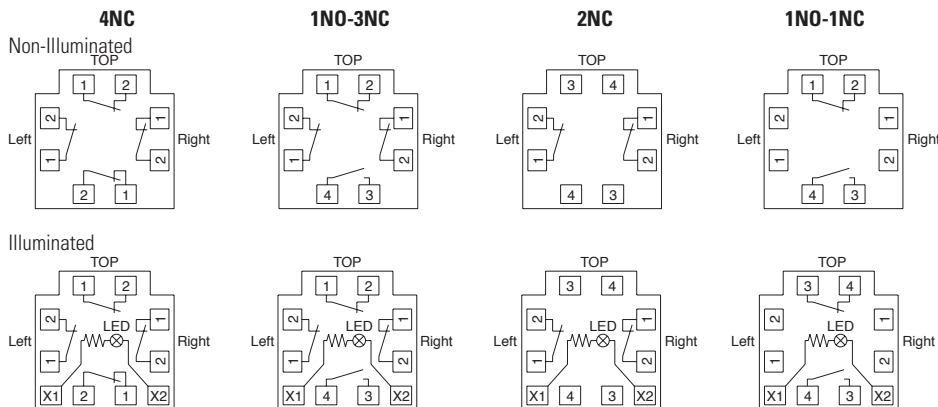 4NC 1NO-3NC 2NC 1NO-1NC
Non-Illuminated
TOP TOP TOP TOP
1 2 1 2 3 4 1 2
2 1 2 1 2 1 2 1
Left Right Left Right Left Right Left Right
1 2 1 2 1 2 1 2
2 1 4 3 4 3 4 3
Illuminated
TOP TOP TOP TOP
1 2 1 2 3 4 3 4
2 LED 1 2 LED 1 2 LED 1 2 LED 1
Left Right Left Right Left Right Left Right
1 2 1 2 1 2 1 2
X1 2 1 X2 X1 4 3 X2 X1 4 3 X2 X1 4 3 X2